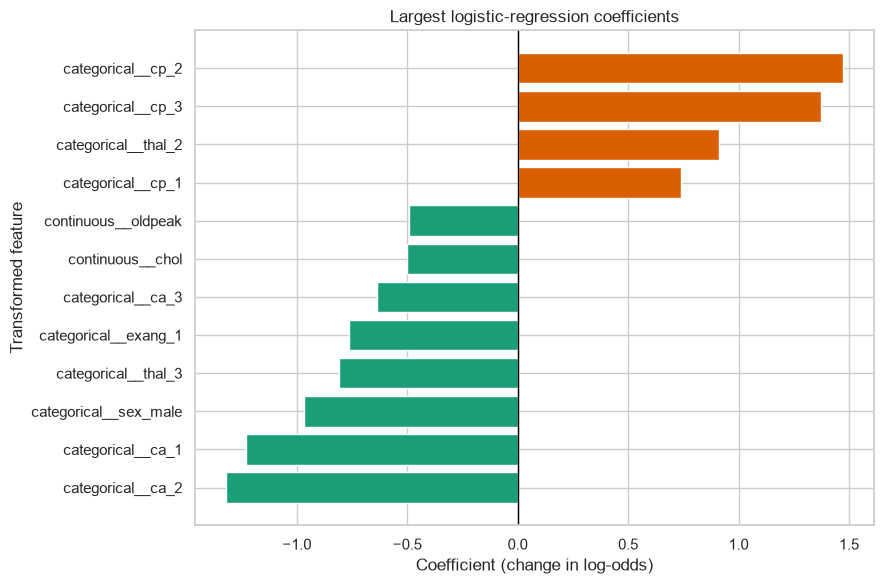 Largest logistic-regression coefficients
categorical__cp_2
categorical__cp_3
categorical__thal_2
categorical__cp_1
continuous__oldpeak
continuous__chol
categorical__ca_3
categorical__exang_1
categorical__thal_3
categorical__sex_male
categorical__ca_1
categorical__ca_2
Transformed feature
−1.0 −0.5 0.0 0.5 1.0 1.5
Coefficient (change in log-odds)